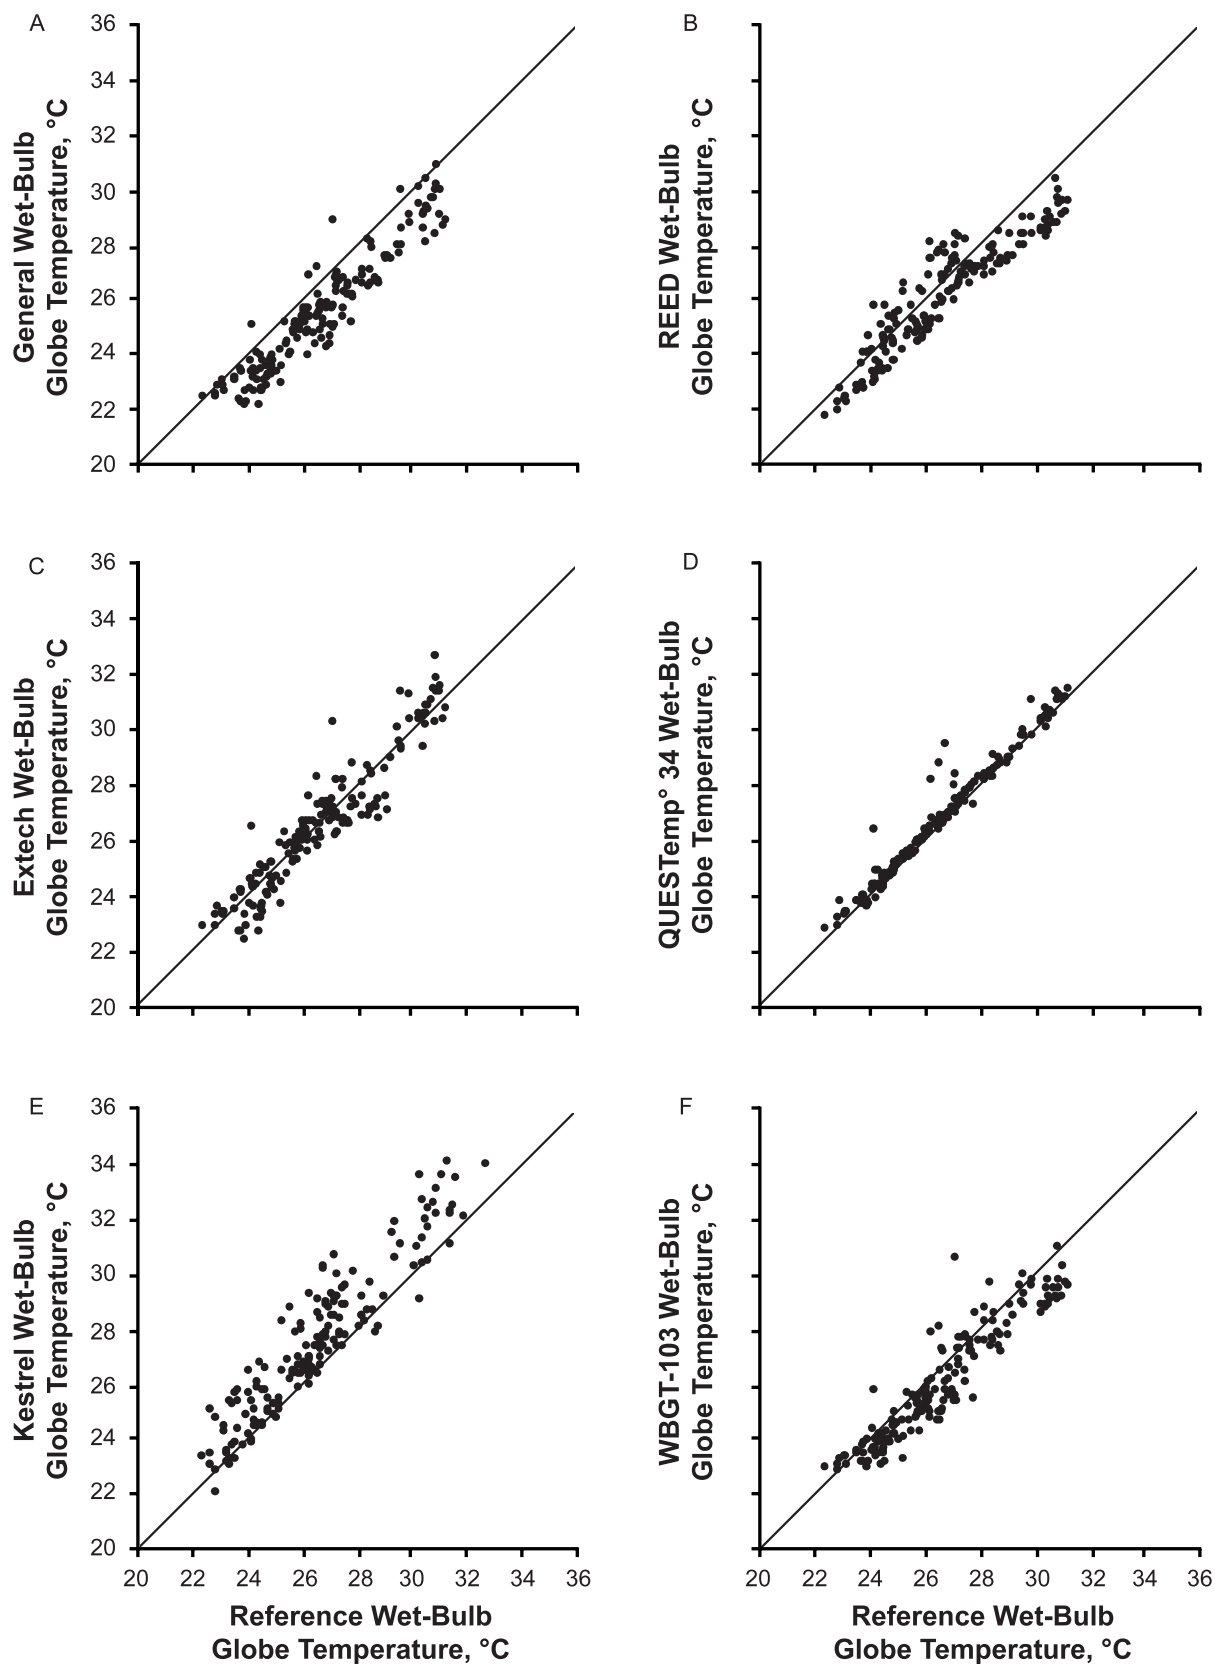 A
36
34
32
30
28
26
24
22
20
General Wet-Bulb
Globe Temperature, °C
B
REED Wet-Bulb
Globe Temperature, °C
C
36
34
32
30
28
26
24
22
20
Extech Wet-Bulb
Globe Temperature, °C
D
QUESTemp° 34 Wet-Bulb
Globe Temperature, °C
E
36
34
32
30
28
26
24
22
20
Kestrel Wet-Bulb
Globe Temperature, °C
20 22 24 26 28 30 32 34 36
Reference Wet-Bulb
Globe Temperature, °C
F
WBGT-103 Wet-Bulb
Globe Temperature, °C
20 22 24 26 28 30 32 34 36
Reference Wet-Bulb
Globe Temperature, °C